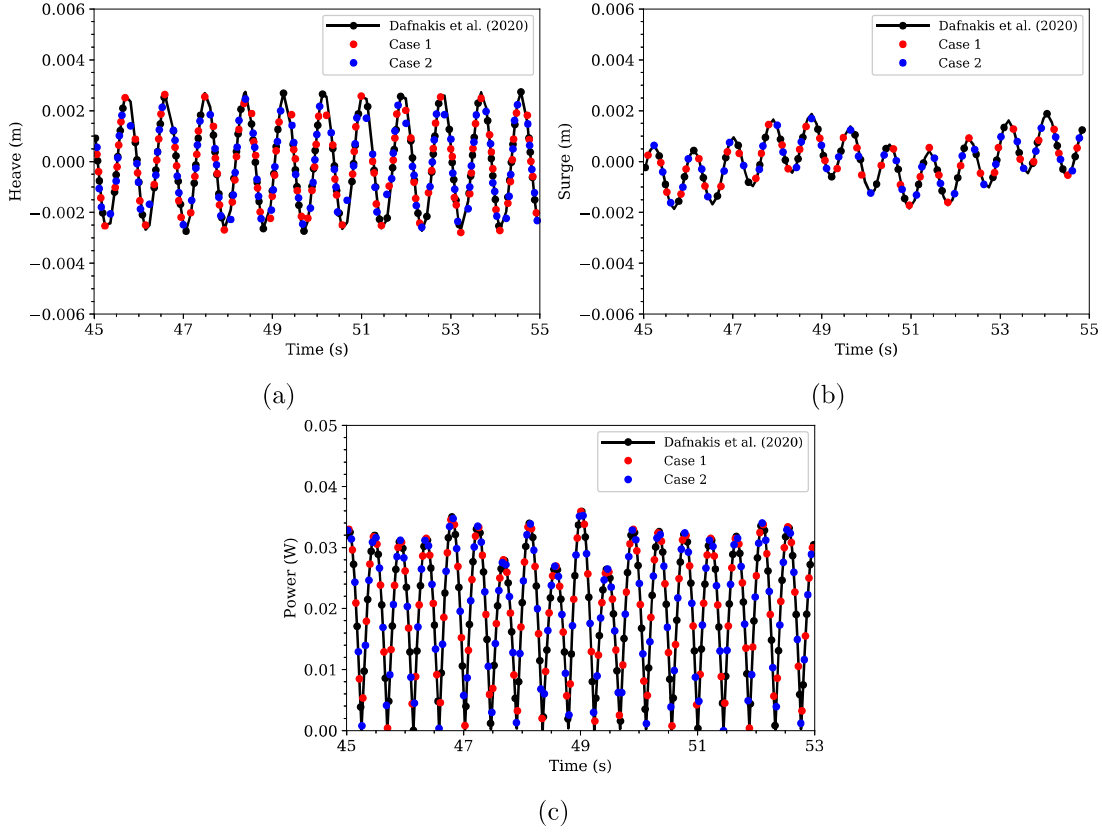 0.006
0.004
0.002
0.000
−0.002
−0.004
−0.006
Heave (m)
45
47
49
51
53
55
Time (s)
Dafnakis et al. (2020)
Case 1
Case 2
(a)
0.006
0.004
0.002
0.000
−0.002
−0.004
−0.006
Surge (m)
45
47
49
51
53
55
Time (s)
Dafnakis et al. (2020)
Case 1
Case 2
(b)
0.05
0.04
0.03
0.02
0.01
0.00
Power (W)
45
47
49
51
53
Time (s)
Dafnakis et al. (2020)
Case 1
Case 2
(c)